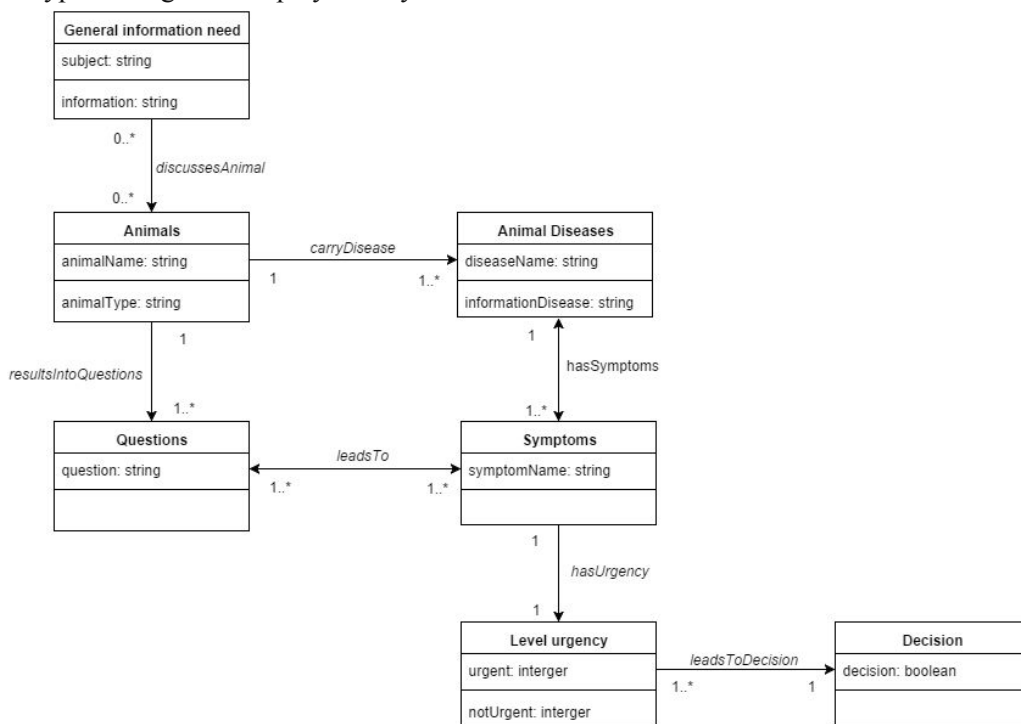 General information need
subject: string
information: string
0..*
discussesAnimal
0..*
Animals
animalName: string
animalType: string
carryDisease
1
1..*
Animal Diseases
diseaseName: string
informationDisease: string
1
resultsIntoQuestions
1..*
1
hasSymptoms
1..*
Questions
question: string
leadsTo
1..*
1..*
Symptoms
symptomName: string
1
hasUrgency
1
Level urgency
urgent: interger
notUrgent: interger
leadsToDecision
1..*
1
Decision
decision: boolean